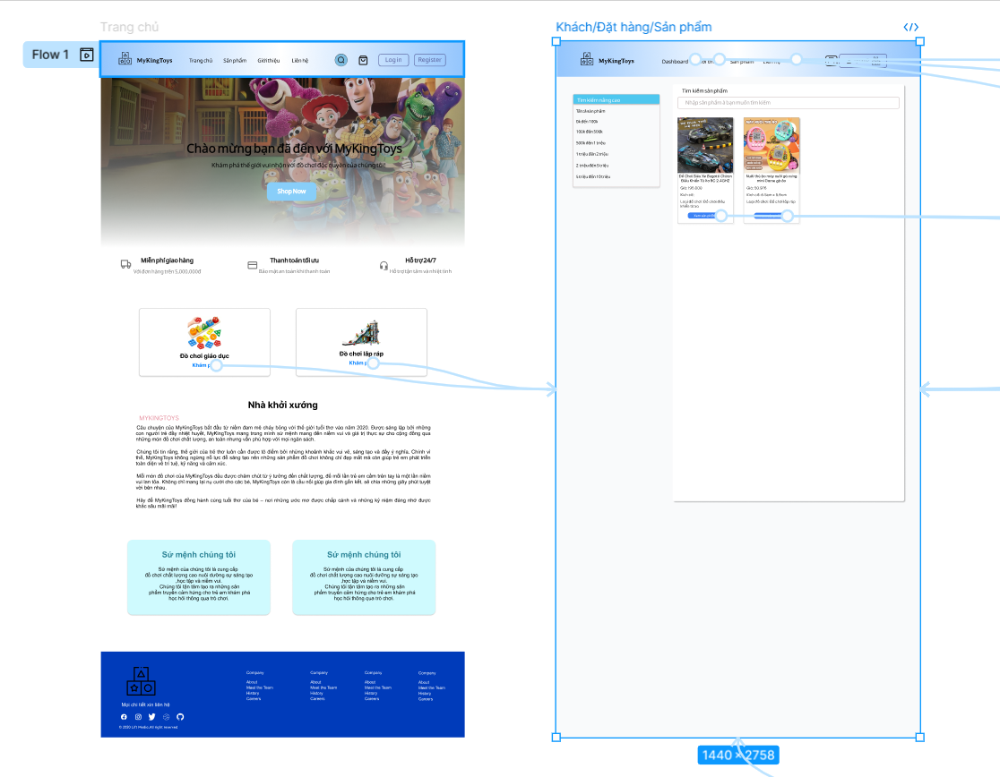 Trang chủ
Flow 1
MyKingToys
Trang chủ
Sản phẩm
Giới thiệu
Liên hệ
Log in
Register
Chào mừng bạn đã đến với MyKingToys
Khám phá thế giới vui nhộn với đồ chơi độc quyền của chúng tôi!
Shop Now
Miễn phí giao hàng
Với đơn hàng trên 5,000,000đ
Thanh toán tối ưu
Bảo mật an toàn khi thanh toán
Hỗ trợ 24/7
Hỗ trợ tận tâm và nhiệt tình
Đồ chơi giáo dục
Khám
Đồ chơi lắp ráp
Khám
Nhà khởi xướng
MYKINGTOYS
Câu chuyện của MyKingToys bắt đầu từ niềm đam mê cháy bỏng với thế giới tuổi thơ vào năm 2020. Được sáng lập bởi những
con người trẻ đầy nhiệt huyết, MyKingToys mang trong mình sứ mệnh mang đến niềm vui và giá trị thực sự cho cộng đồng qua
những món đồ chơi chất lượng, an toàn nhưng vẫn phù hợp với mọi ngân sách.
Chúng tôi tin rằng, thế giới của trẻ thơ luôn cần được tô điểm bởi những khoảnh khắc vui vẻ, sáng tạo và đầy ý nghĩa. Chính vì
thế, MyKingToys không ngừng nỗ lực để sáng tạo nên những sản phẩm đồ chơi không chỉ đẹp mắt mà còn giúp trẻ em phát triển
toàn diện về trí tuệ, kỹ năng và cảm xúc.
Mỗi món đồ chơi của MyKingToys đều được chăm chút từ ý tưởng đến chất lượng, để mỗi lần trẻ em cầm trên tay là một lần niềm
vui lan tỏa. Không chỉ mang lại nụ cười cho các bé, MyKingToys còn là cầu nối giúp gia đình gắn kết, sẻ chia những giây phút tuyệt
vời bên nhau.
Hãy để MyKingToys đồng hành cùng tuổi thơ của bé – nơi những ước mơ được chắp cánh và những kỷ niệm đáng nhớ được
khắc sâu mãi mãi!
Sứ mệnh chúng tôi
Sứ mệnh của chúng tôi là cung cấp
đồ chơi chất lượng cao nuôi dưỡng sự sáng tạo
,học tập và niềm vui.
Chúng tôi tận tâm tạo ra những sản
phẩm truyền cảm hứng cho trẻ em khám phá
học hỏi thông qua trò chơi.
Sứ mệnh chúng tôi
Sứ mệnh của chúng tôi là cung cấp
đồ chơi chất lượng cao nuôi dưỡng sự sáng tạo
,học tập và niềm vui.
Chúng tôi tận tâm tạo ra những sản
phẩm truyền cảm hứng cho trẻ em khám phá
học hỏi thông qua trò chơi.
Mọi chi tiết xin liên hệ
© 2020 Lift Media. All right reserved
Company
About
Meet the Team
History
Careers
Company
About
Meet the Team
History
Careers
Company
About
Meet the Team
History
Careers
Company
About
Meet the Team
History
Careers
Khách/Đặt hàng/Sản phẩm
MyKingToys
Dashboard
Sản phẩm
Tìm kiếm nâng cao
Tất cả sản phẩm
0k đến 100k
100k đến 500k
500k đến 1 triệu
1 triệu đến 2 triệu
2 triệu đến 5 triệu
5 triệu đến 10 triệu
Tìm kiếm sản phẩm
Nhập sản phẩm à bạn muốn tìm kiếm
Đồ Chơi Siêu Xe Bugatti Chiron
Điều Khiển Từ Xa RC 2.4GHZ
Giá: 195.000
Kích cỡ:
Loại đồ chơi: Đồ chơi điều
khiển từ xa
Nuôi thú ảo máy nuôi gà trứng
mini Game gà ảo
Giá: 50.976
Loại đồ chơi: Đồ chơi lắp ráp
1440 × 2758